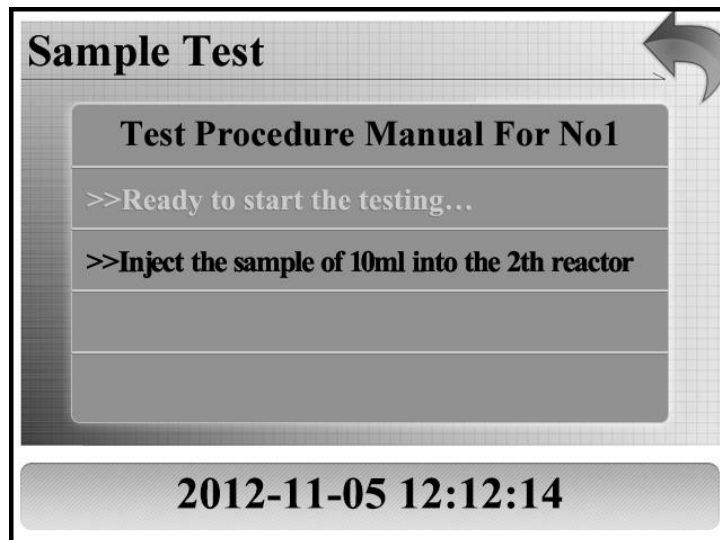 Sample Test
Test Procedure Manual For No1
>>Ready to start the testing…
>>Inject the sample of 10ml into the 2th reactor
2012-11-05 12:12:14